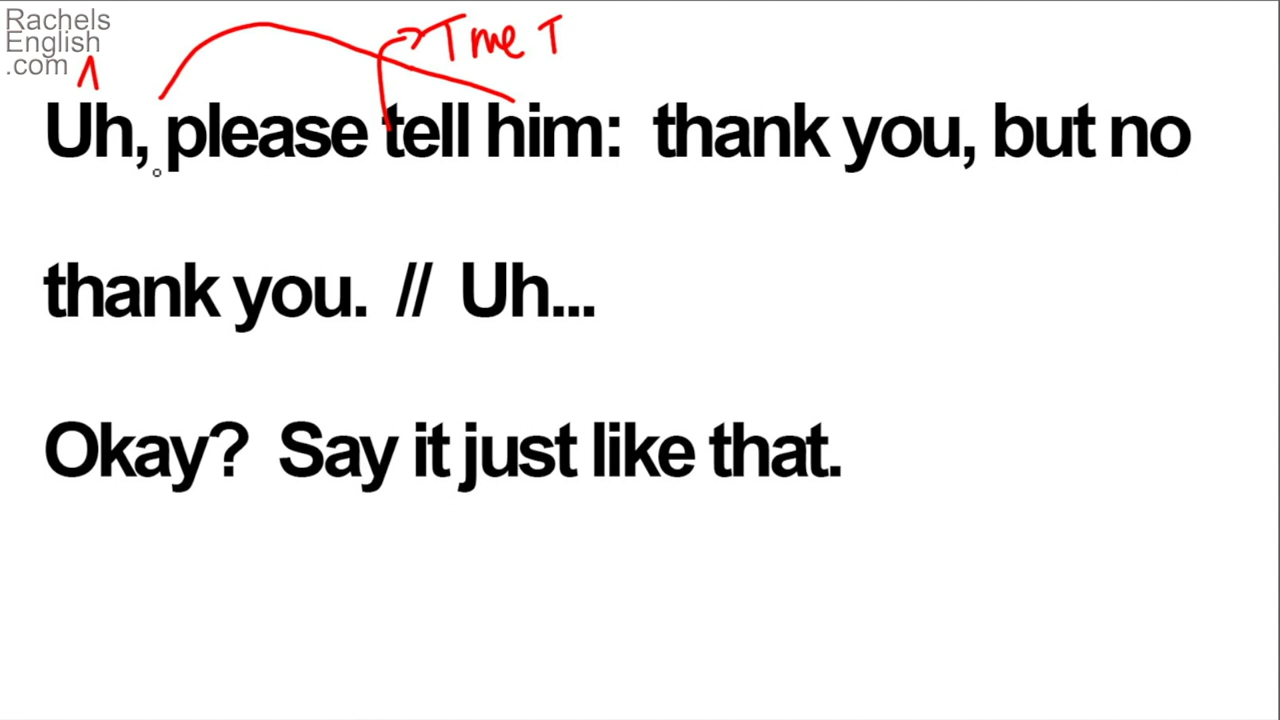 Rachels
English
.com
T me T
ʌ
Uh, please tell him: thank you, but no
thank you. // Uh...
Okay? Say it just like that.